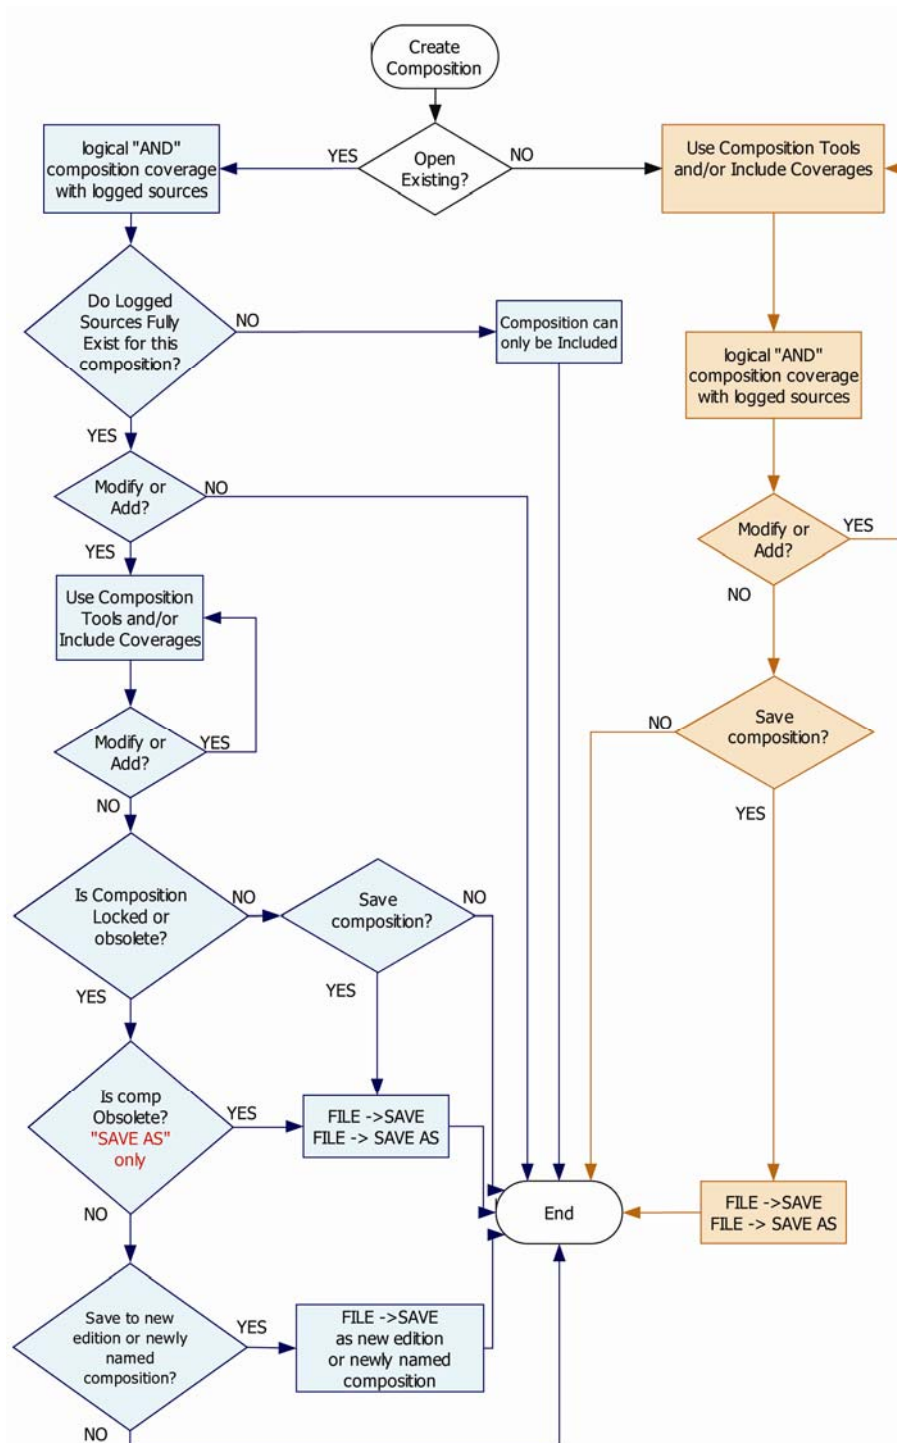 Create
Composition
Open
Existing?
YES
NO
logical "AND"
composition coverage
with logged sources
Use Composition Tools
and/or Include Coverages
Do Logged
Sources Fully
Exist for this
composition?
NO
Composition can
only be Included
logical "AND"
composition coverage
with logged sources
YES
Modify or
Add?
NO
Modify or
Add?
YES
YES
NO
Use Composition
Tools and/or
Include Coverages
Modify or
Add?
YES
NO
Save
composition?
NO
YES
Is Composition
Locked or
obsolete?
NO
Save
composition?
NO
YES
YES
Is comp
Obsolete?
"SAVE AS"
only
YES
FILE ->SAVE
FILE -> SAVE AS
NO
End
FILE ->SAVE
FILE -> SAVE AS
Save to new
edition or newly
named
composition?
YES
FILE ->SAVE
as new edition
or newly named
composition
NO